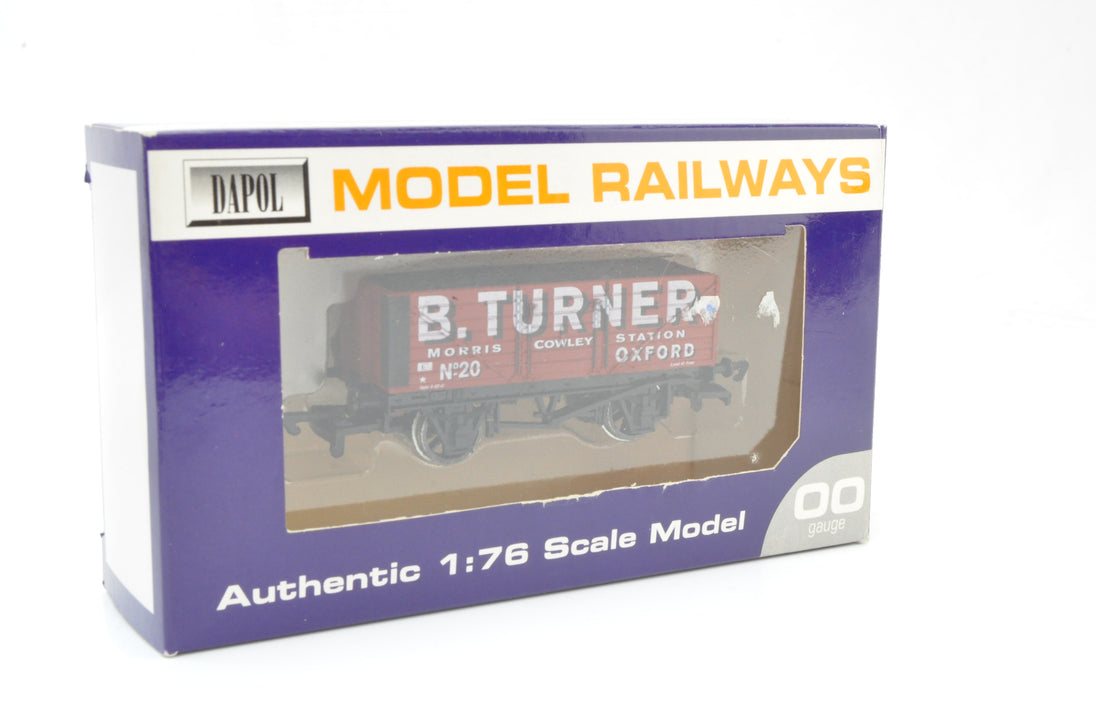 DAPOL
MODEL RAILWAYS
B.TURNER
MORRIS COWLEY STATION
L
Nº20 OXFORD
Authentic 1:76 Scale Model
00
gauge